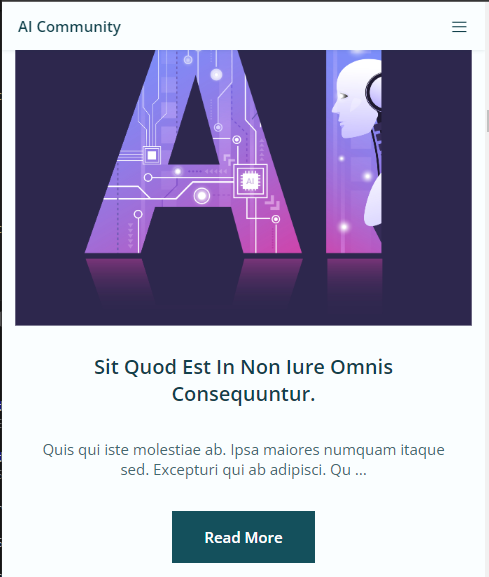 AI Community
AI
AI
Sit Quod Est In Non Iure Omnis
Consequuntur.
Quis qui iste molestiae ab. Ipsa maiores numquam itaque
sed. Excepturi qui ab adipisci. Qu ...
Read More